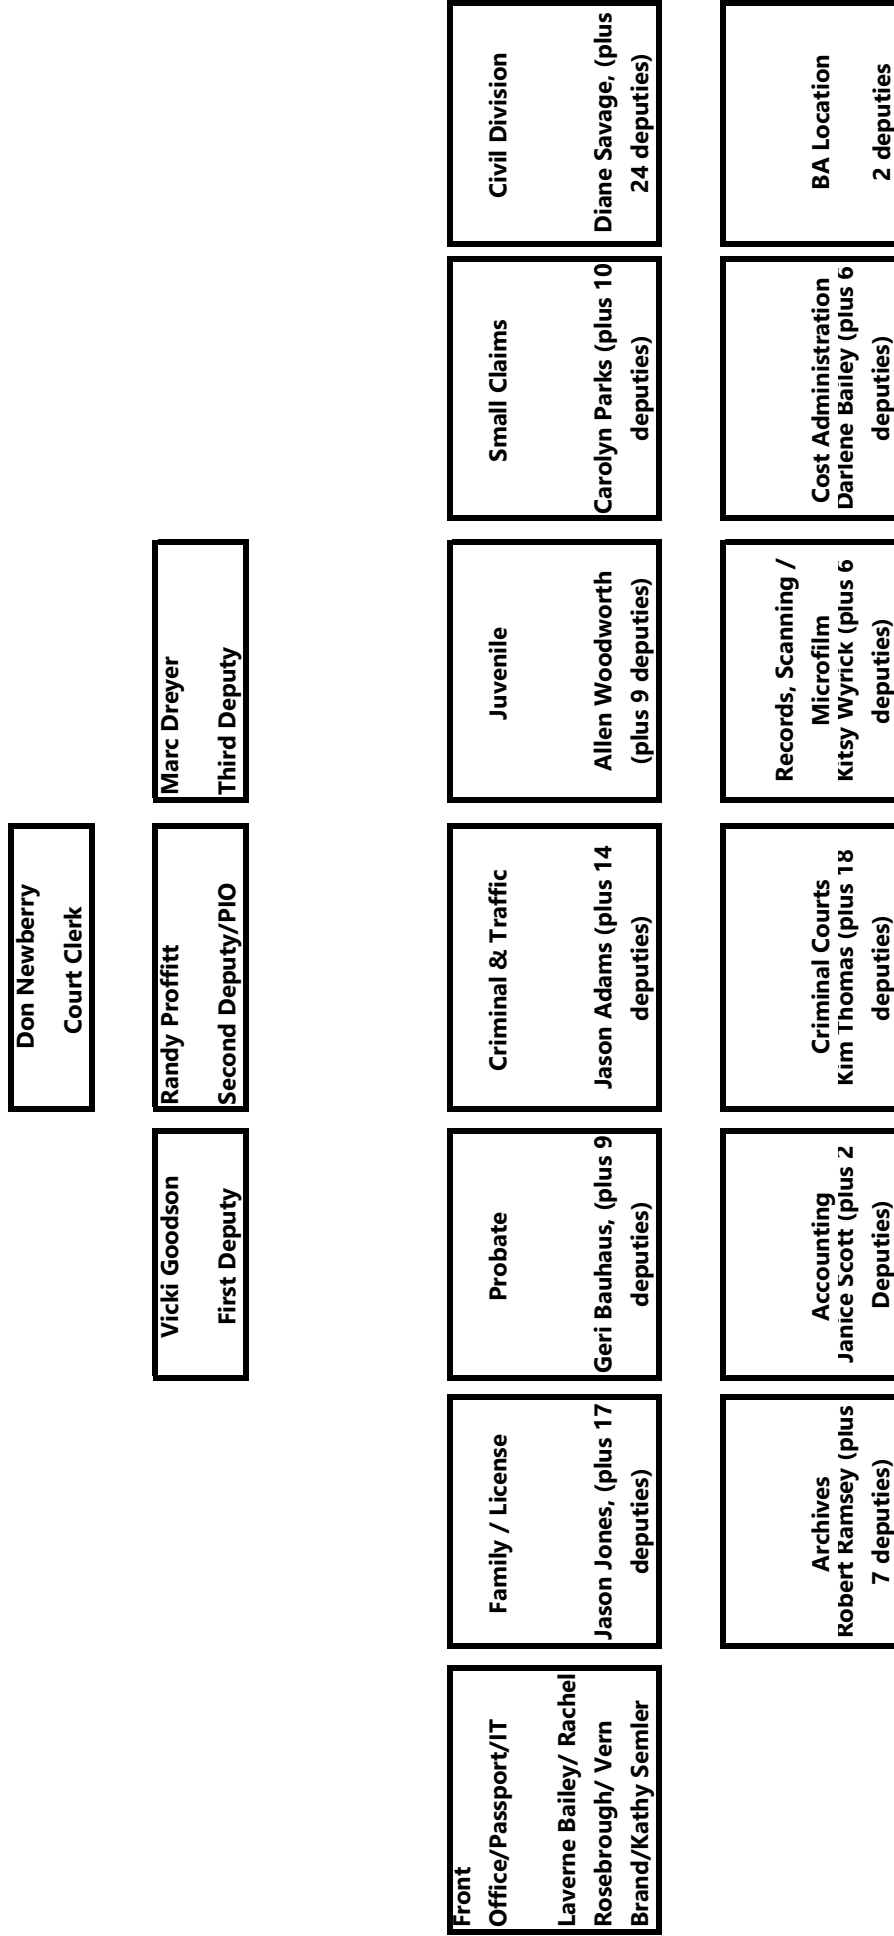 Don Newberry
Court Clerk
Vicki Goodson
First Deputy
Randy Proffitt
Second Deputy/PIO
Marc Dreyer
Third Deputy
Front
Office/Passport/IT
Laverne Bailey/ Rachel
Rosebrough/ Vern
Brand/Kathy Semler
Family / License
Jason Jones, (plus 17
deputies)
Probate
Geri Bauhaus, (plus 9
deputies)
Criminal & Traffic
Jason Adams (plus 14
deputies)
Juvenile
Allen Woodworth
(plus 9 deputies)
Small Claims
Carolyn Parks (plus 10
deputies)
Civil Division
Diane Savage, (plus
24 deputies)
Archives
Robert Ramsey (plus
7 deputies)
Accounting
Janice Scott (plus 2
Deputies)
Criminal Courts
Kim Thomas (plus 18
deputies)
Records, Scanning /
Microfilm
Kitsy Wyrick (plus 6
deputies)
Cost Administration
Darlene Bailey (plus 6
deputies)
BA Location
2 deputies